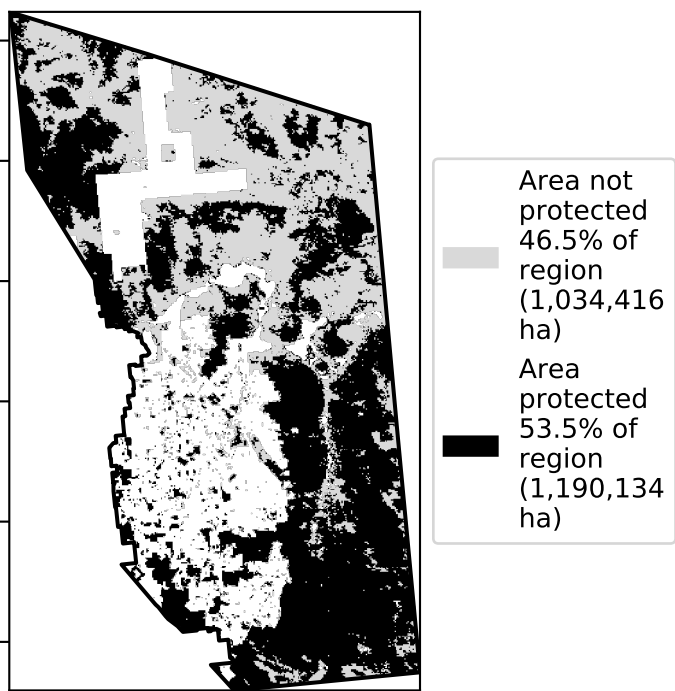 Area not
protected
46.5% of
region
(1,034,416
ha)
Area
protected
53.5% of
region
(1,190,134
ha)